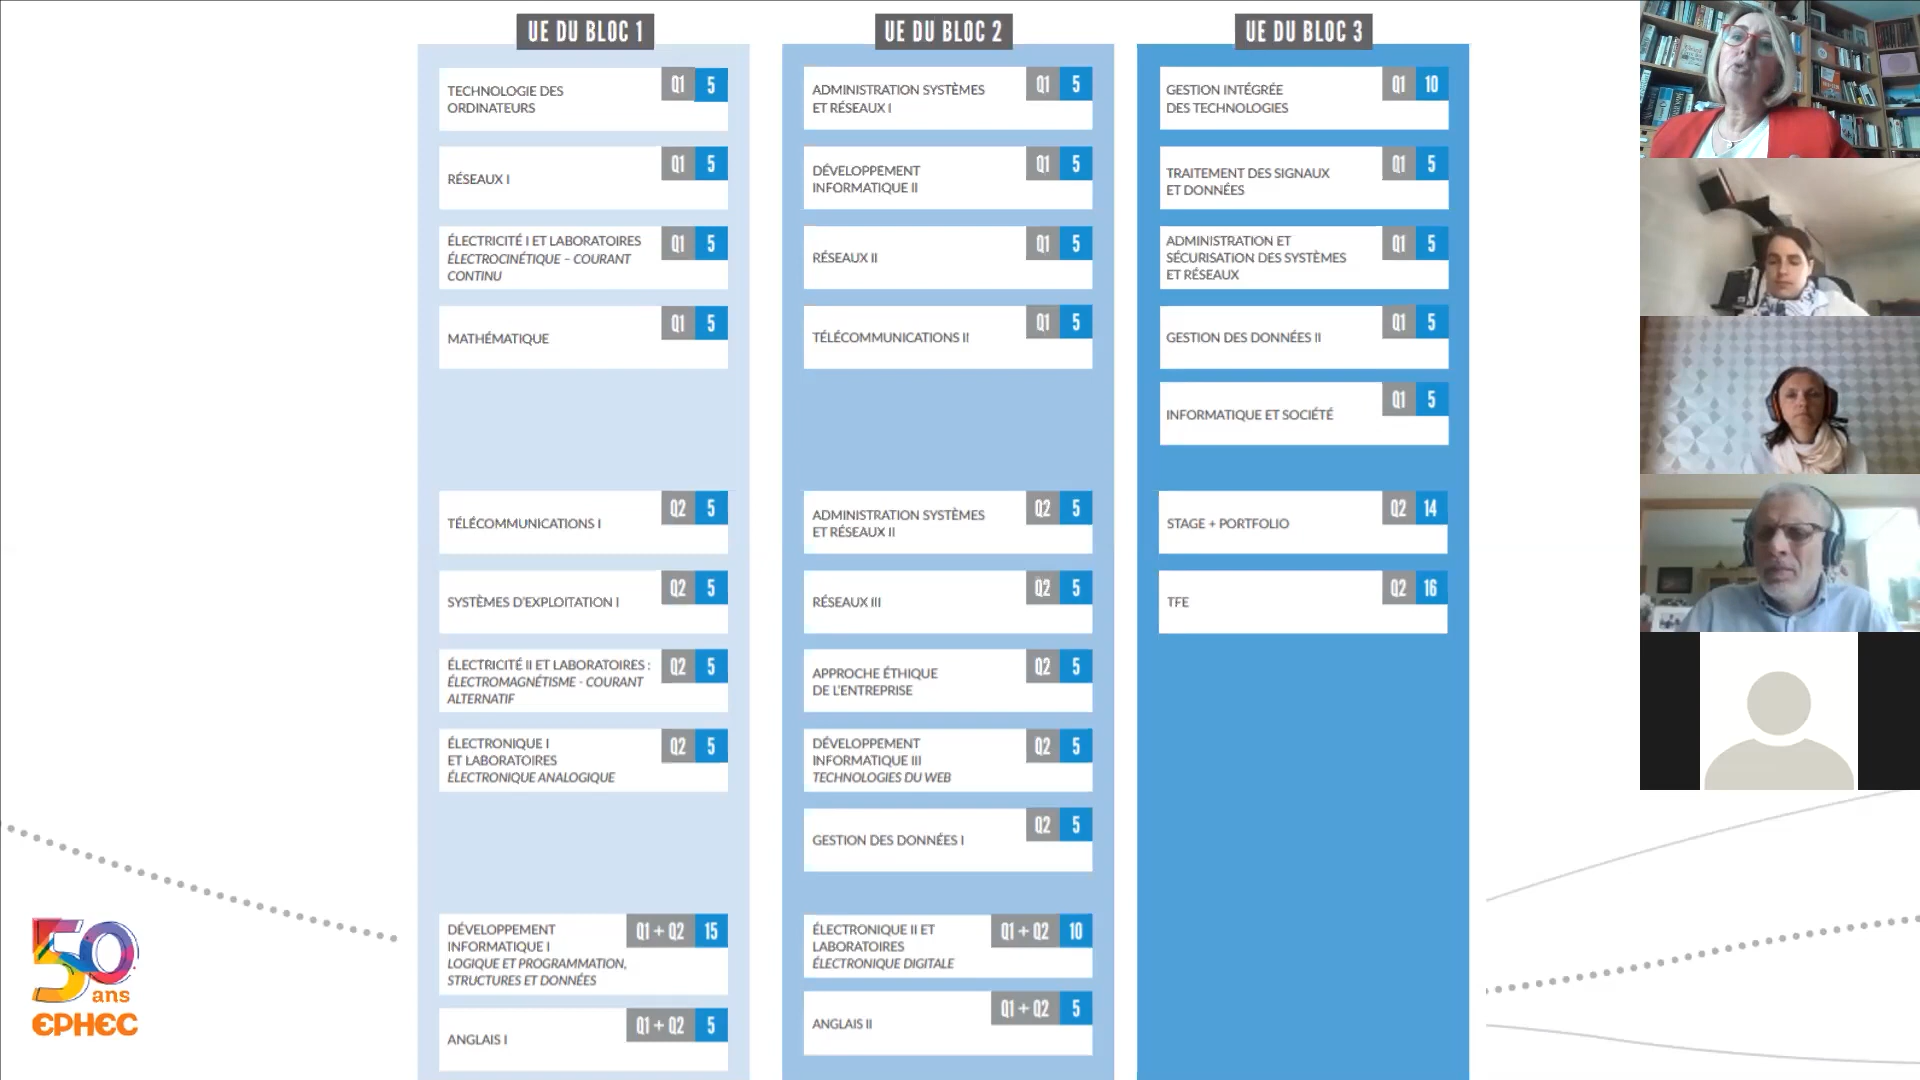 UE DU BLOC 1
TECHNOLOGIE DES
ORDINATEURS
Q1 5
RÉSEAUX I
Q1 5
ÉLECTRICITÉ I ET LABORATOIRES
ÉLECTROCINÉTIQUE – COURANT
CONTINU
Q1 5
MATHÉMATIQUE
Q1 5
TÉLÉCOMMUNICATIONS I
Q2 5
SYSTÈMES D'EXPLOITATION I
Q2 5
ÉLECTRICITÉ II ET LABORATOIRES :
ÉLECTROMAGNÉTISME - COURANT
ALTERNATIF
Q2 5
ÉLECTRONIQUE I
ET LABORATOIRES
ÉLECTRONIQUE ANALOGIQUE
Q2 5
DÉVELOPPEMENT
INFORMATIQUE I
LOGIQUE ET PROGRAMMATION,
STRUCTURES ET DONNÉES
Q1 + Q2 15
ANGLAIS I
Q1 + Q2 5
UE DU BLOC 2
ADMINISTRATION SYSTÈMES
ET RÉSEAUX I
Q1 5
DÉVELOPPEMENT
INFORMATIQUE II
Q1 5
RÉSEAUX II
Q1 5
TÉLÉCOMMUNICATIONS II
Q1 5
ADMINISTRATION SYSTÈMES
ET RÉSEAUX II
Q2 5
RÉSEAUX III
Q2 5
APPROCHE ÉTHIQUE
DE L'ENTREPRISE
Q2 5
DÉVELOPPEMENT
INFORMATIQUE III
TECHNOLOGIES DU WEB
Q2 5
GESTION DES DONNÉES I
Q2 5
ÉLECTRONIQUE II ET
LABORATOIRES
ÉLECTRONIQUE DIGITALE
Q1 + Q2 10
ANGLAIS II
Q1 + Q2 5
UE DU BLOC 3
GESTION INTÉGRÉE
DES TECHNOLOGIES
Q1 10
TRAITEMENT DES SIGNAUX
ET DONNÉES
Q1 5
ADMINISTRATION ET
SÉCURISATION DES SYSTÈMES
ET RÉSEAUX
Q1 5
GESTION DES DONNÉES II
Q1 5
INFORMATIQUE ET SOCIÉTÉ
Q1 5
STAGE + PORTFOLIO
Q2 14
TFE
Q2 16
50
ans
EPHEC